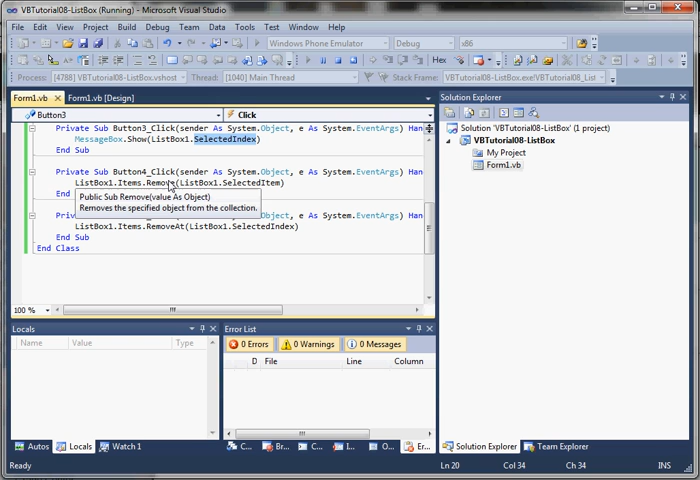 VBTutorial08-ListBox (Running) - Microsoft Visual Studio
File Edit View Project Build Debug Team Data Tools Test Window Help
Windows Phone Emulator Debug x86
Hex
Process: [4788] VBTutorial08-ListBox.vshost Thread: [1040] Main Thread Stack Frame: VBTutorial08-ListBox.exe!VBTutorial08_List
Form1.vb Form1.vb [Design]
Button3 Click
Private Sub Button3_Click(sender As System.Object, e As System.EventArgs) Han
MessageBox.Show(ListBox1.SelectedIndex)
End Sub
Private Sub Button4_Click(sender As System.Object, e As System.EventArgs) Han
ListBox1.Items.Remove(ListBox1.SelectedItem)
End
Public Sub Remove(value As Object)
Removes the specified object from the collection.
Priv _Click(sender As System.Object, e As System.EventArgs) Han
ListBox1.Items.RemoveAt(ListBox1.SelectedIndex)
End Sub
End Class
100 %
Solution Explorer
Solution 'VBTutorial08-ListBox' (1 project)
VBTutorial08-ListBox
My Project
Form1.vb
Locals
Name Value Type
Error List
0 Errors 0 Warnings 0 Messages
D File Line Column
Autos Locals Watch 1
C... Br... C... I... O... Er...
Solution Explorer Team Explorer
Ready Ln 20 Col 34 Ch 34 INS